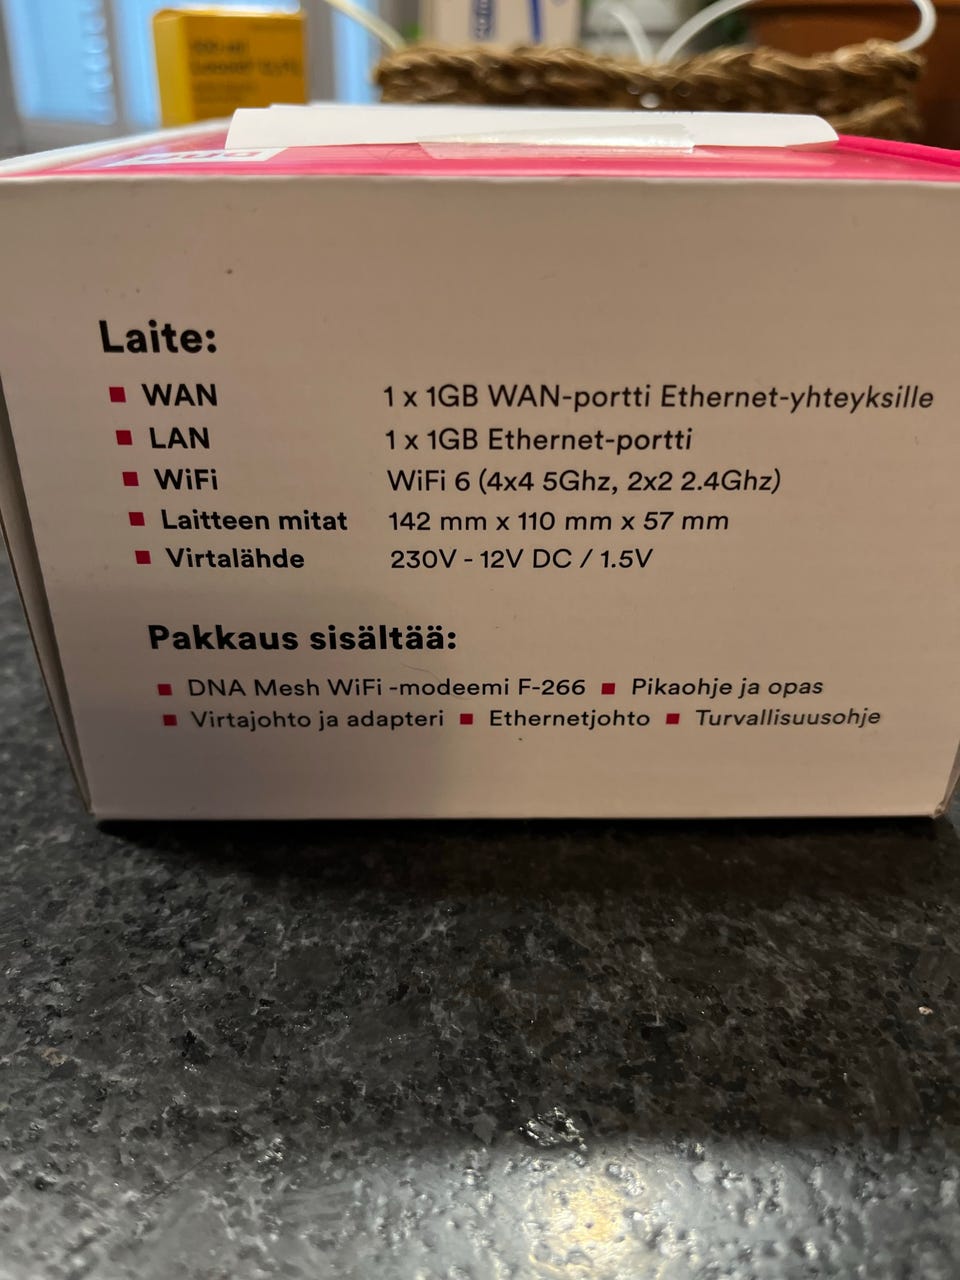 Laite:
WAN 1 x 1GB WAN-portti Ethernet-yhteyksille
LAN 1 x 1GB Ethernet-portti
WiFi WiFi 6 (4x4 5Ghz, 2x2 2.4Ghz)
Laitteen mitat 142 mm x 110 mm x 57 mm
Virtalähde 230V - 12V DC / 1.5V
Pakkaus sisältää:
DNA Mesh WiFi -modeemi F-266 Pikaohje ja opas
Virtajohto ja adapteri Ethernetjohto Turvallisuusohje